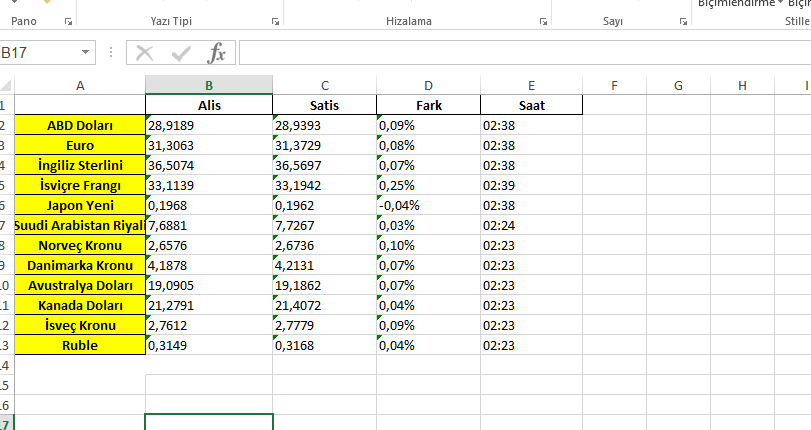 Biçimlendirme
Pano Yazı Tipi Hizalama Sayı Stille
B17 fx
A B C D E F G H I
1 Alis Satis Fark Saat
2 ABD Doları 28,9189 28,9393 0,09% 02:38
3 Euro 31,3063 31,3729 0,08% 02:38
4 İngiliz Sterlini 36,5074 36,5697 0,07% 02:38
5 İsviçre Frangı 33,1139 33,1942 0,25% 02:39
6 Japon Yeni 0,1968 0,1962 -0,04% 02:38
7 Suudi Arabistan Riyali 7,6881 7,7267 0,03% 02:24
8 Norveç Kronu 2,6576 2,6736 0,10% 02:23
9 Danimarka Kronu 4,1878 4,2131 0,07% 02:23
10 Avustralya Doları 19,0905 19,1862 0,07% 02:23
11 Kanada Doları 21,2791 21,4072 0,04% 02:23
12 İsveç Kronu 2,7612 2,7779 0,09% 02:23
13 Ruble 0,3149 0,3168 0,04% 02:23
14
15
16
17